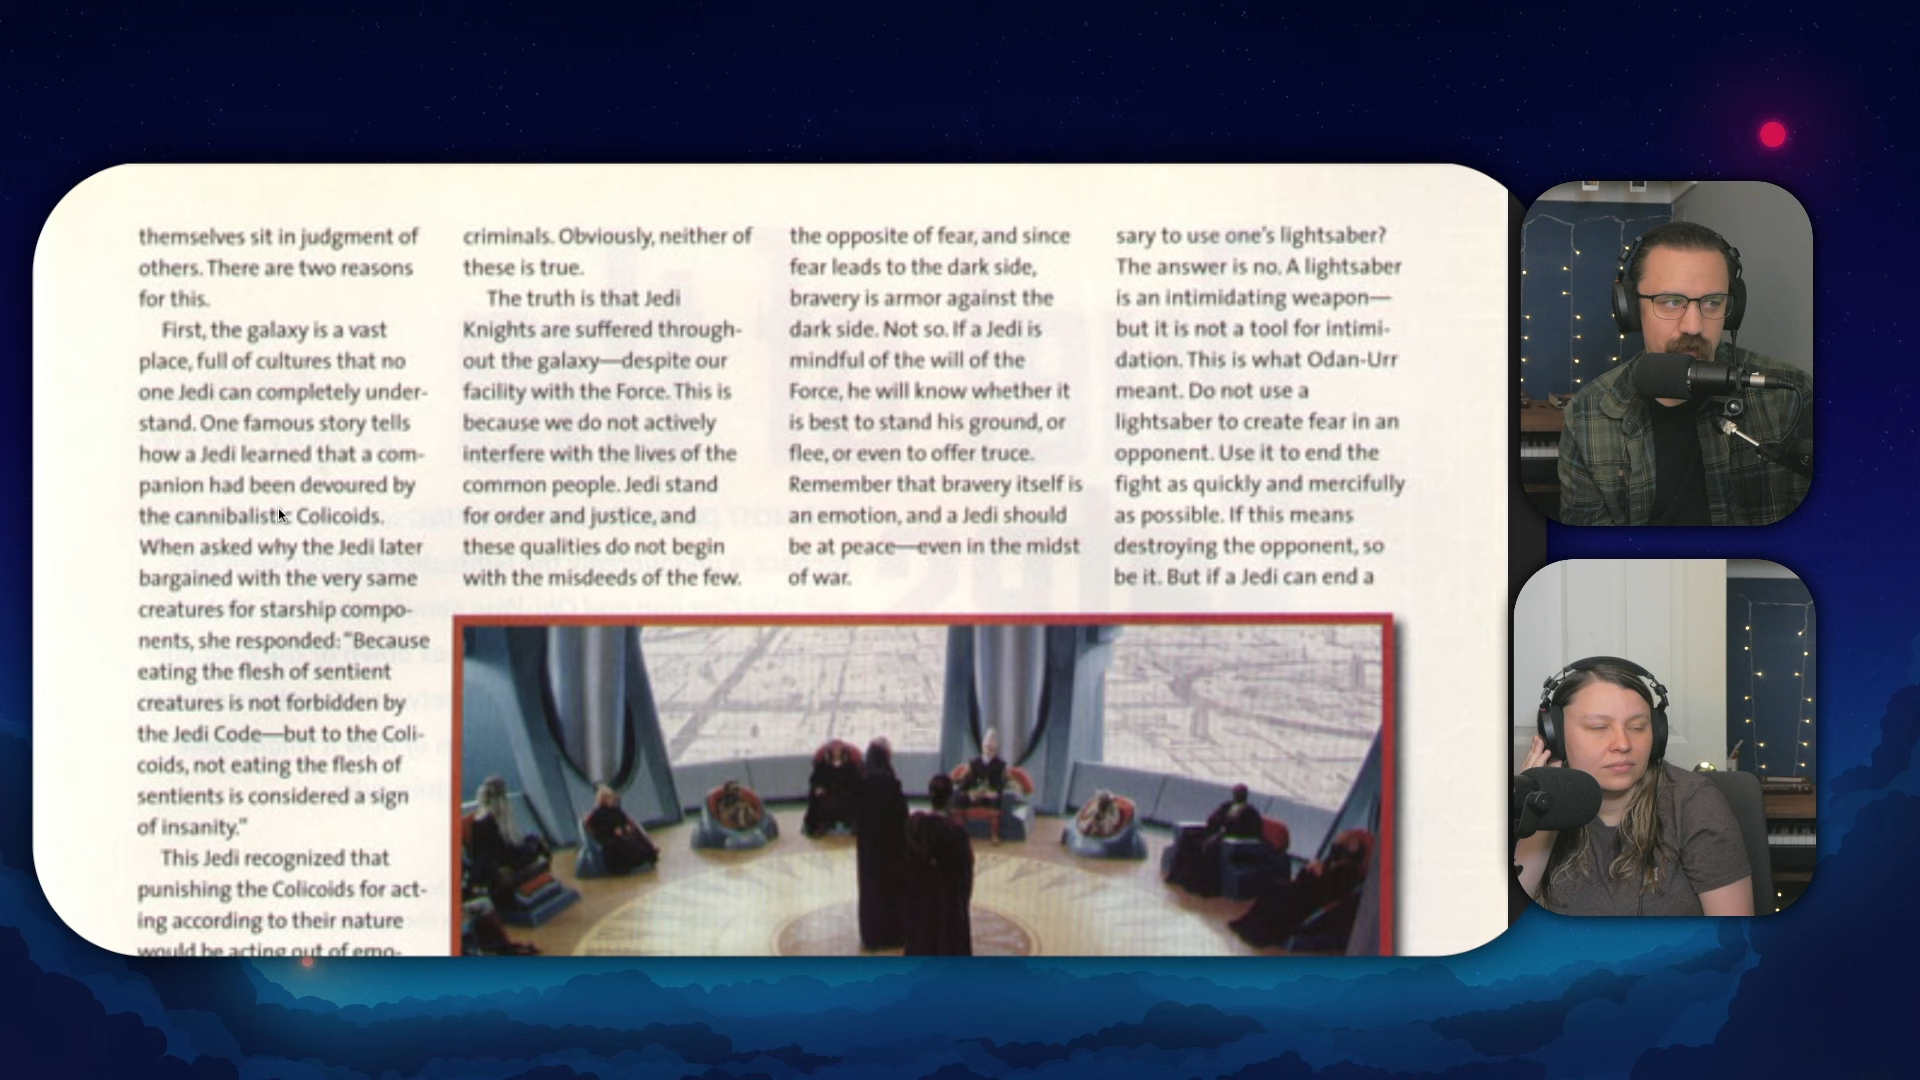 themselves sit in judgment of
others. There are two reasons
for this.
First, the galaxy is a vast
place, full of cultures that no
one Jedi can completely under-
stand. One famous story tells
how a Jedi learned that a com-
panion had been devoured by
the cannibalistic Colicoids.
When asked why the Jedi later
bargained with the very same
creatures for starship compo-
nents, she responded: "Because
eating the flesh of sentient
creatures is not forbidden by
the Jedi Code—but to the Coli-
coids, not eating the flesh of
sentients is considered a sign
of insanity."
This Jedi recognized that
punishing the Colicoids for act-
ing according to their nature
would be acting out of emo-
criminals. Obviously, neither of
these is true.
The truth is that Jedi
Knights are suffered through-
out the galaxy—despite our
facility with the Force. This is
because we do not actively
interfere with the lives of the
common people. Jedi stand
for order and justice, and
these qualities do not begin
with the misdeeds of the few.
the opposite of fear, and since
fear leads to the dark side,
bravery is armor against the
dark side. Not so. If a Jedi is
mindful of the will of the
Force, he will know whether it
is best to stand his ground, or
flee, or even to offer truce.
Remember that bravery itself is
an emotion, and a Jedi should
be at peace—even in the midst
of war.
sary to use one's lightsaber?
The answer is no. A lightsaber
is an intimidating weapon—
but it is not a tool for intimi-
dation. This is what Odan-Urr
meant. Do not use a
lightsaber to create fear in an
opponent. Use it to end the
fight as quickly and mercifully
as possible. If this means
destroying the opponent, so
be it. But if a Jedi can end a